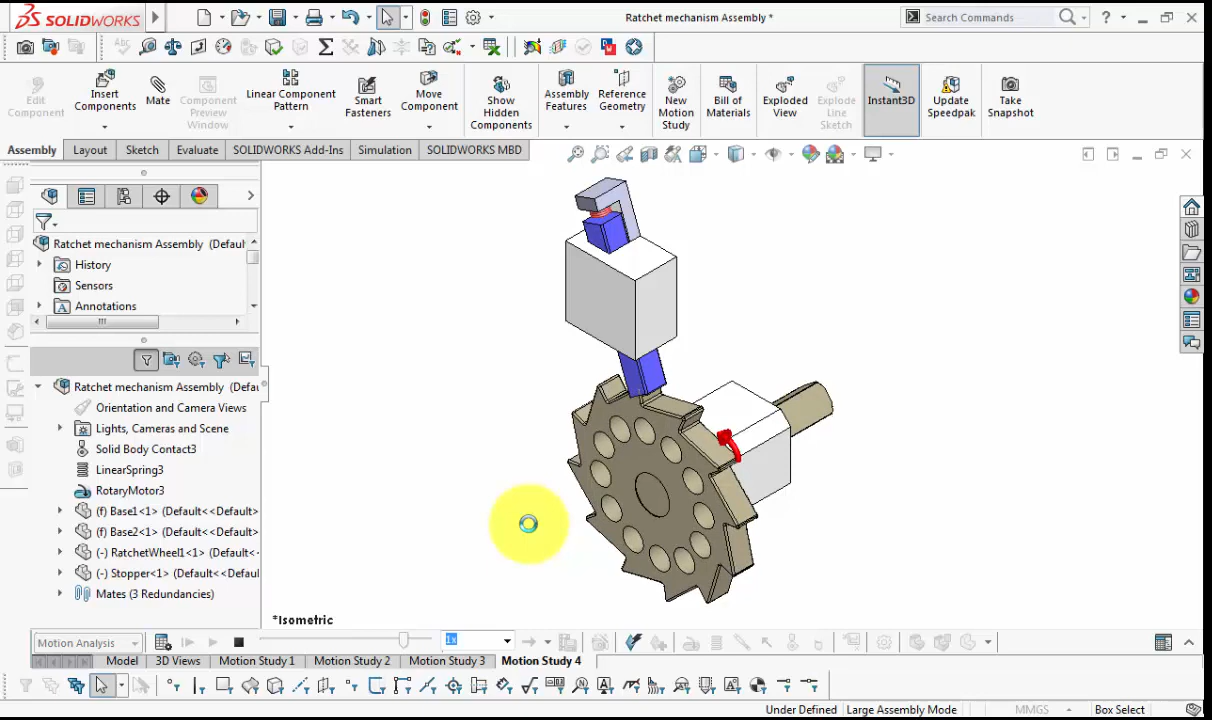 SOLIDWORKS
Ratchet mechanism Assembly *
Search Commands
Edit Component
Insert Components
Mate
Component Preview Window
Linear Component Pattern
Smart Fasteners
Move Component
Show Hidden Components
Assembly Features
Reference Geometry
New Motion Study
Bill of Materials
Exploded View
Explode Line Sketch
Instant3D
Update Speedpak
Take Snapshot
Assembly
Layout
Sketch
Evaluate
SOLIDWORKS Add-Ins
Simulation
SOLIDWORKS MBD
Ratchet mechanism Assembly (Defaul
History
Sensors
Annotations
Ratchet mechanism Assembly (Defau
Orientation and Camera Views
Lights, Cameras and Scene
Solid Body Contact3
LinearSpring3
RotaryMotor3
(f) Base1<1> (Default<<Default>
(f) Base2<1> (Default<<Default>
(-) RatchetWheel1<1> (Default<<
(-) Stopper<1> (Default<<Defaul
Mates (3 Redundancies)
*Isometric
Motion Analysis
1x
Model
3D Views
Motion Study 1
Motion Study 2
Motion Study 3
Motion Study 4
Under Defined
Large Assembly Mode
MMGS
Box Select